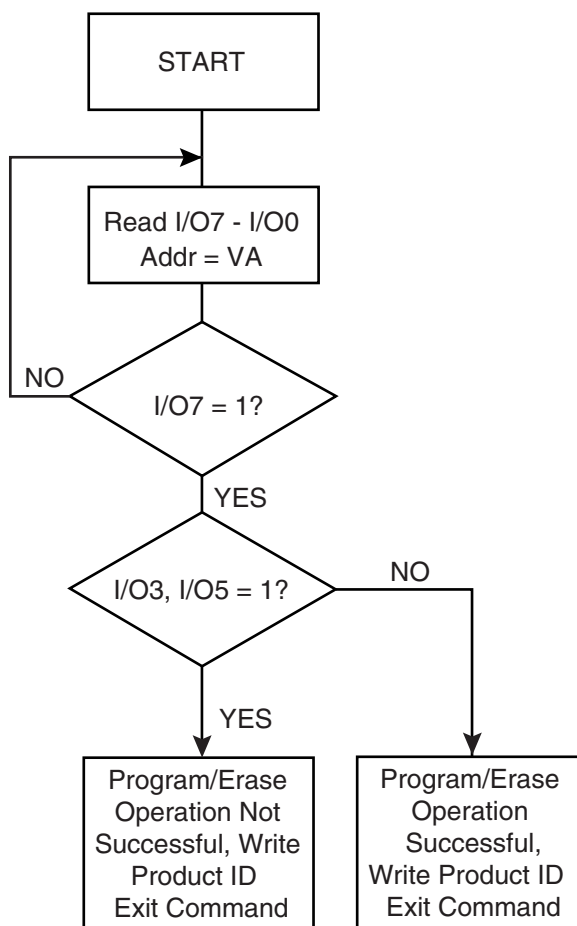 START
Read I/O7 - I/O0
Addr = VA
NO
I/O7 = 1?
YES
I/O3, I/O5 = 1?
NO
YES
Program/Erase
Operation Not
Successful, Write
Product ID
Exit Command
Program/Erase
Operation
Successful,
Write Product ID
Exit Command